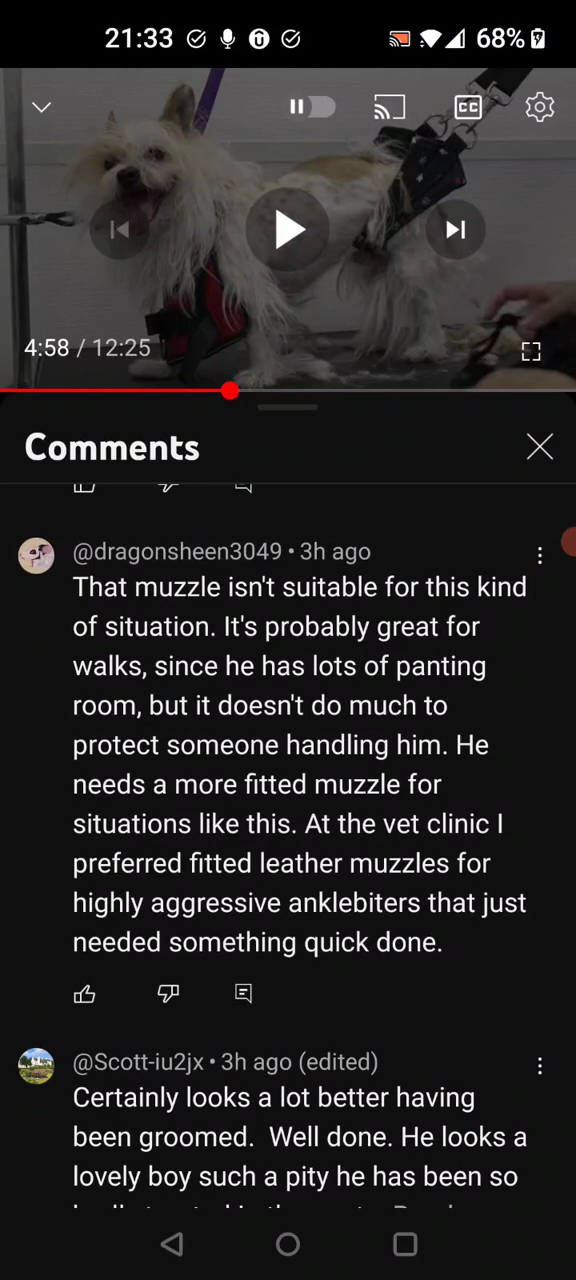 21:33
68%
CC
4:58 / 12:25
Comments
@dragonsheen3049 • 3h ago
That muzzle isn't suitable for this kind
of situation. It's probably great for
walks, since he has lots of panting
room, but it doesn't do much to
protect someone handling him. He
needs a more fitted muzzle for
situations like this. At the vet clinic I
preferred fitted leather muzzles for
highly aggressive anklebiters that just
needed something quick done.
@Scott-iu2jx • 3h ago (edited)
Certainly looks a lot better having
been groomed.  Well done. He looks a
lovely boy such a pity he has been so